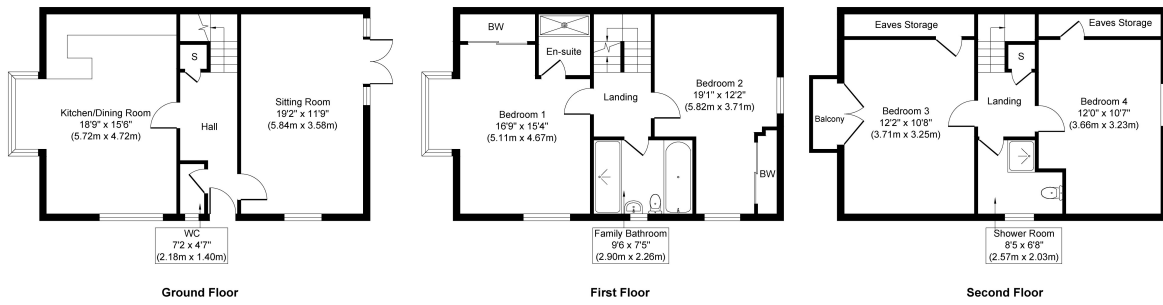 Kitchen/Dining Room
18'9" x 15'6"
(5.72m x 4.72m)
S
Hall
Sitting Room
19'2" x 11'9"
(5.84m x 3.58m)
WC
7'2 x 4'7"
(2.18m x 1.40m)
Ground Floor
BW
En-suite
Bedroom 1
16'9" x 15'4"
(5.11m x 4.67m)
Landing
Bedroom 2
19'1" x 12'2"
(5.82m x 3.71m)
BW
Family Bathroom
9'6 x 7'5"
(2.90m x 2.26m)
First Floor
Eaves Storage
Eaves Storage
S
Balcony
Bedroom 3
12'2" x 10'8"
(3.71m x 3.25m)
Landing
Bedroom 4
12'0" x 10'7"
(3.66m x 3.23m)
Shower Room
8'5 x 6'8"
(2.57m x 2.03m)
Second Floor